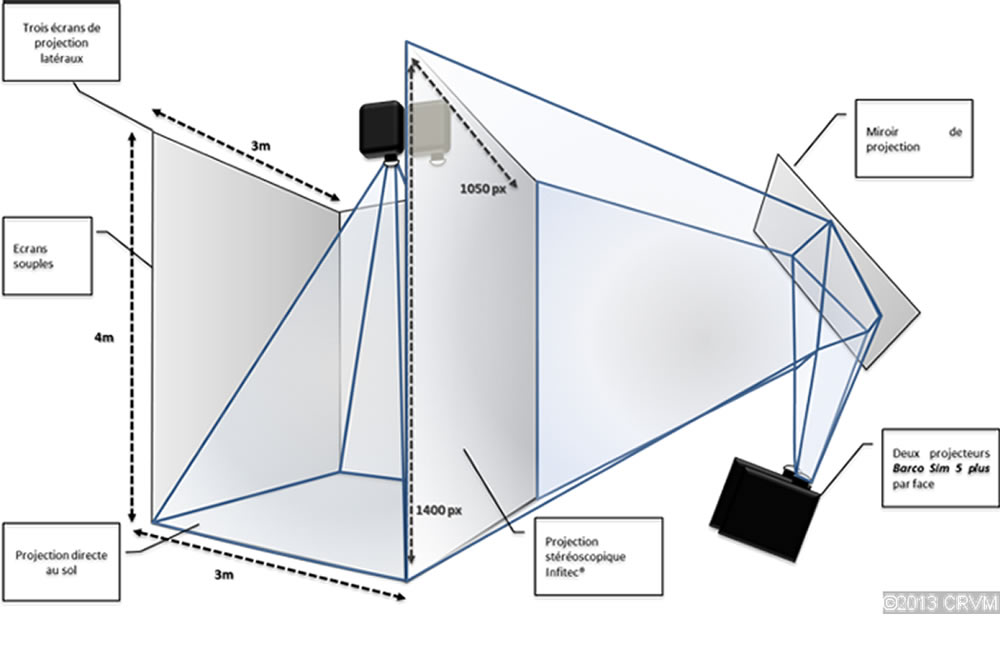 Trois écrans de
projection
latéraux
3m
1050 px
Miroir de
projection
Ecrans
souples
4m
Deux projecteurs
Barco Sim 5 plus
par face
1400 px
Projection directe
au sol
3m
Projection
stéréoscopique
Infitec®
©2013 CRVM